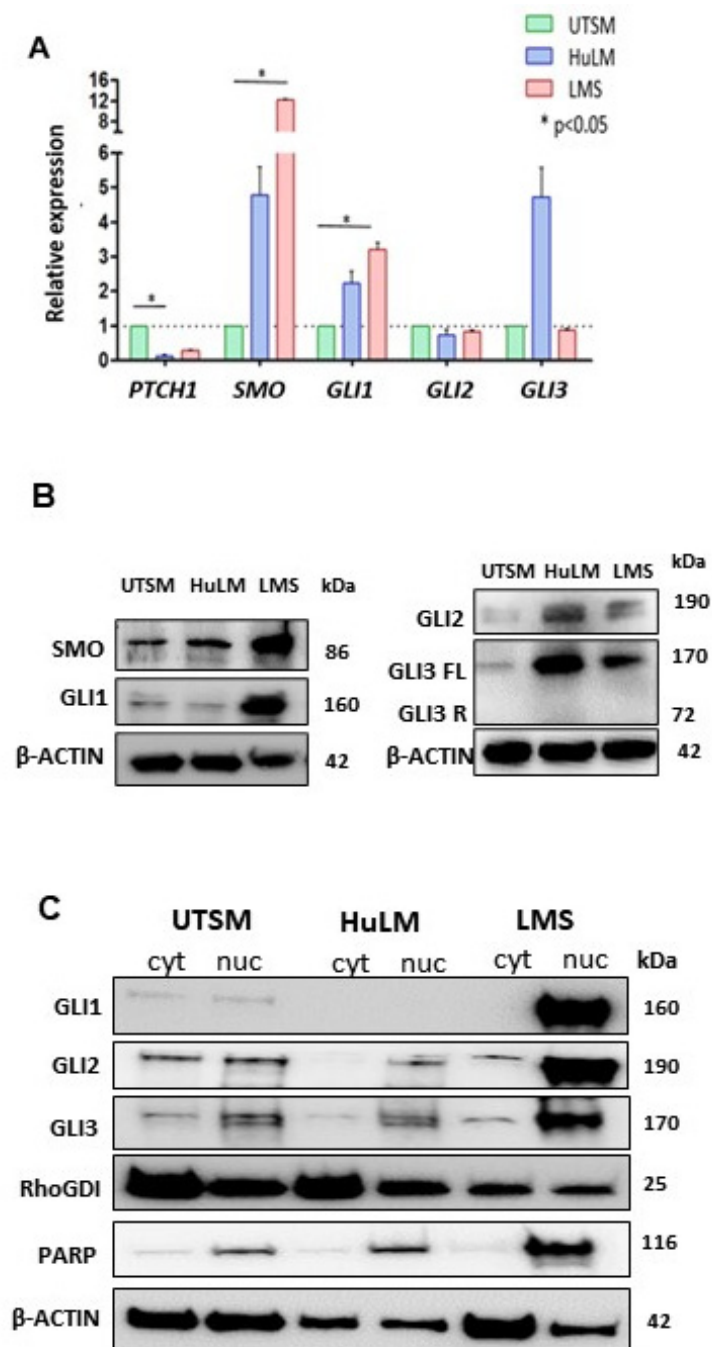 A
UTSM
HuLM
LMS
* p<0.05
Relative expression
16
12
8
6
5
4
3
2
1
0
*
*
*
PTCH1 SMO GLI1 GLI2 GLI3
B
UTSM HuLM LMS kDa
SMO 86
GLI1 160
β-ACTIN 42
UTSM HuLM LMS kDa
GLI2 190
GLI3 FL 170
GLI3 R 72
β-ACTIN 42
C
UTSM HuLM LMS
cyt nuc cyt nuc cyt nuc kDa
GLI1 160
GLI2 190
GLI3 170
RhoGDI 25
PARP 116
β-ACTIN 42